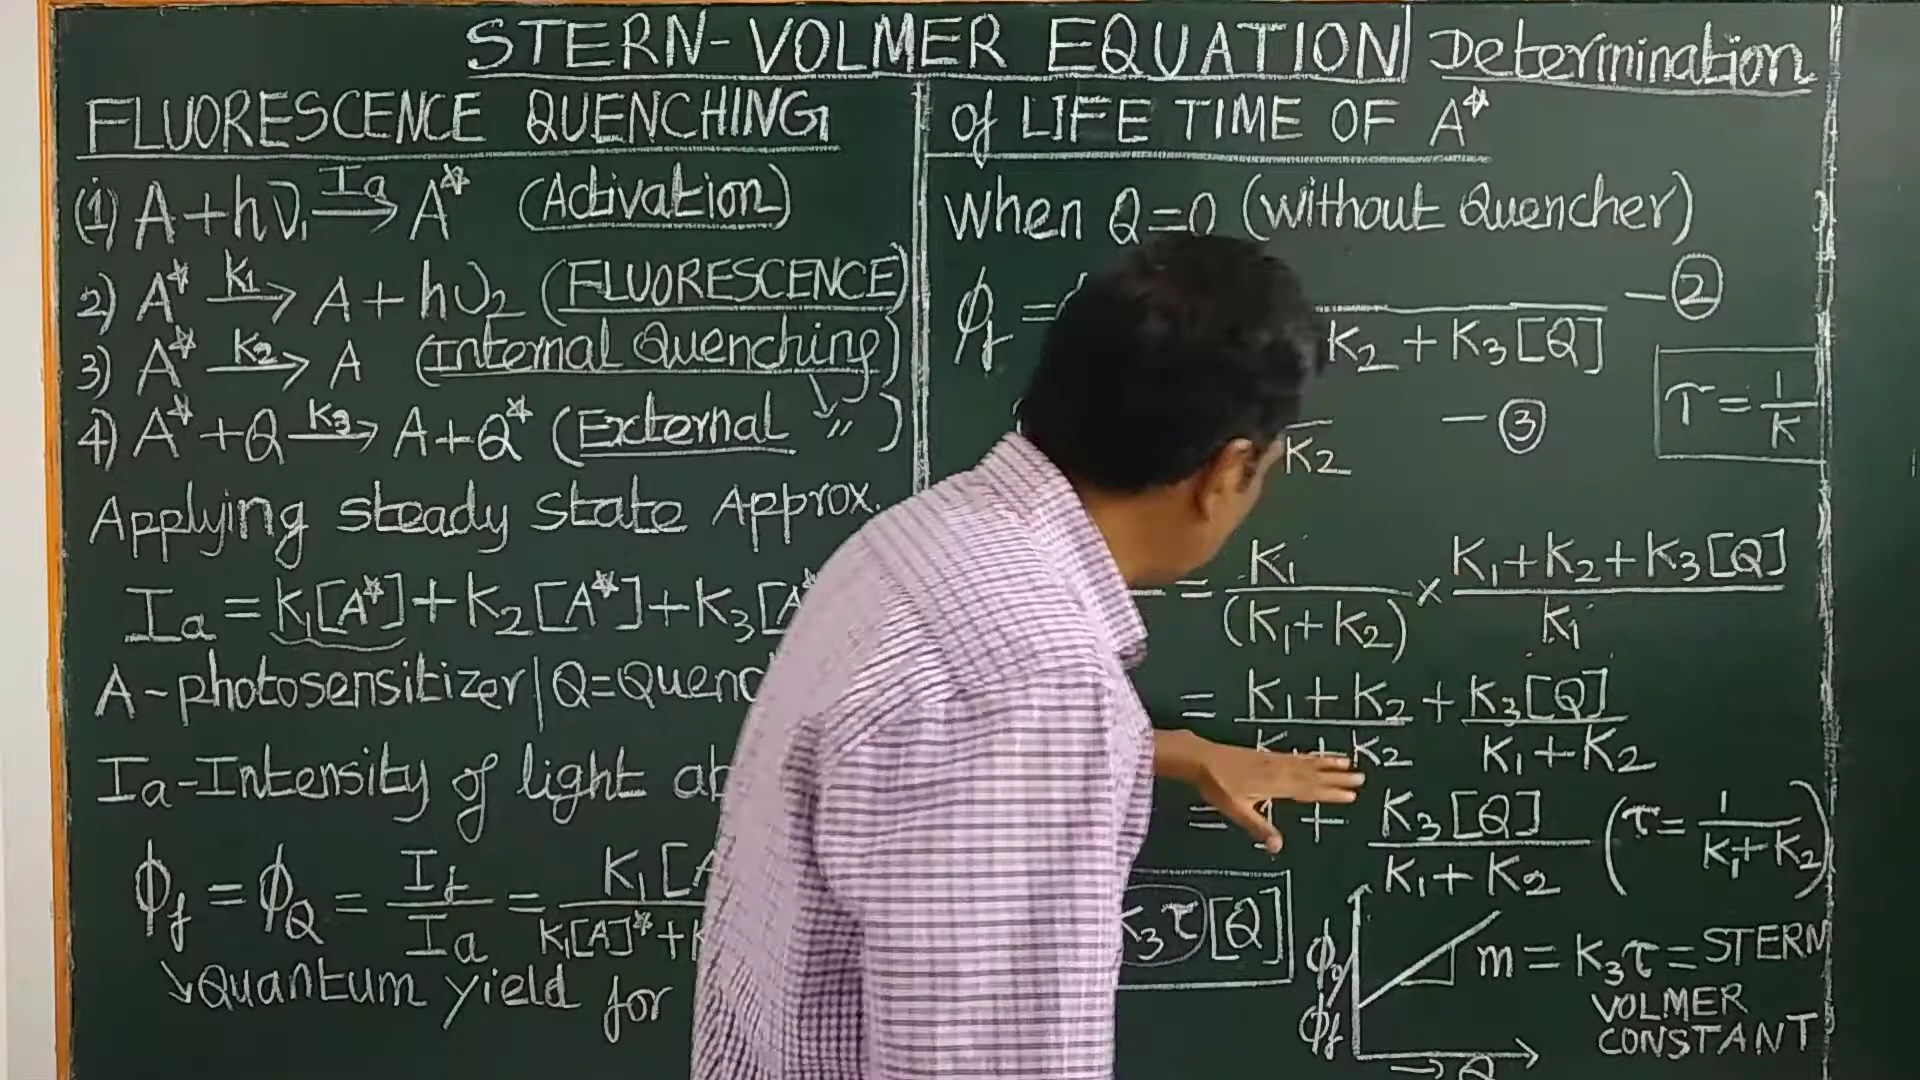 STERN-VOLMER EQUATION| Determination
FLUORESCENCE QUENCHING
(1) A + hν₁ —Ia→ A* (Activation)
2) A* —K₁→ A + hν₂ (FLUORESCENCE)
3) A* —K₂→ A (Internal Quenching)
4) A* + Q —K₃→ A + Q* (External " )
Applying steady state Approx.
Ia = K₁[A*] + K₂[A*] + K₃[A*
A - photosensitizer | Q =
Ia - Intensity of light
ϕf = ϕQ = If/Ia = K₁[A / K₁[A]* + K
↘Quantum yield for
of LIFE TIME OF A*
When Q=0 (without Quencher)
ϕf = K₂ + K₃[Q] — ②
K₂ — ③
τ = 1/K
= K₁/(K₁+K₂) × K₁+K₂+K₃[Q]/K₁
= K₁+K₂/K₁+K₂ + K₃[Q]/K₁+K₂
= 1 + K₃[Q]/K₁+K₂ (τ = 1/K₁+K₂)
K₃τ[Q]
ϕ₀/ϕf m = K₃τ = STERN
VOLMER
CONSTANT
→ Q